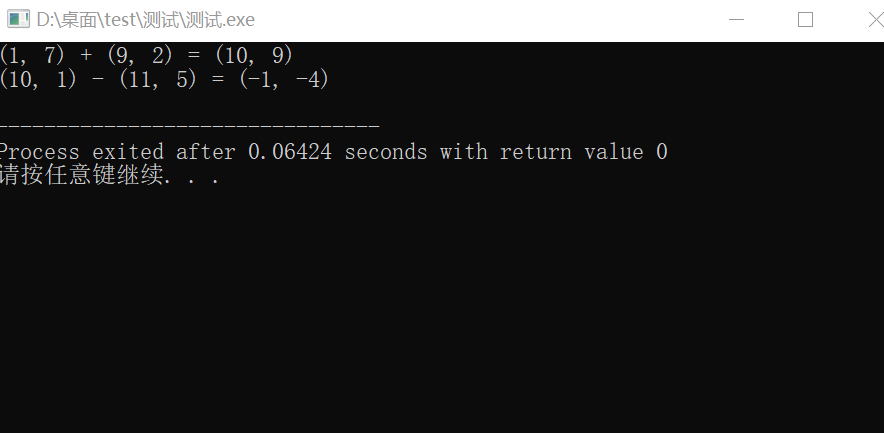 D:\桌面\test\测试\测试.exe
(1, 7) + (9, 2) = (10, 9)
(10, 1) - (11, 5) = (-1, -4)
--------------------------------
Process exited after 0.06424 seconds with return value 0
请按任意键继续. . .